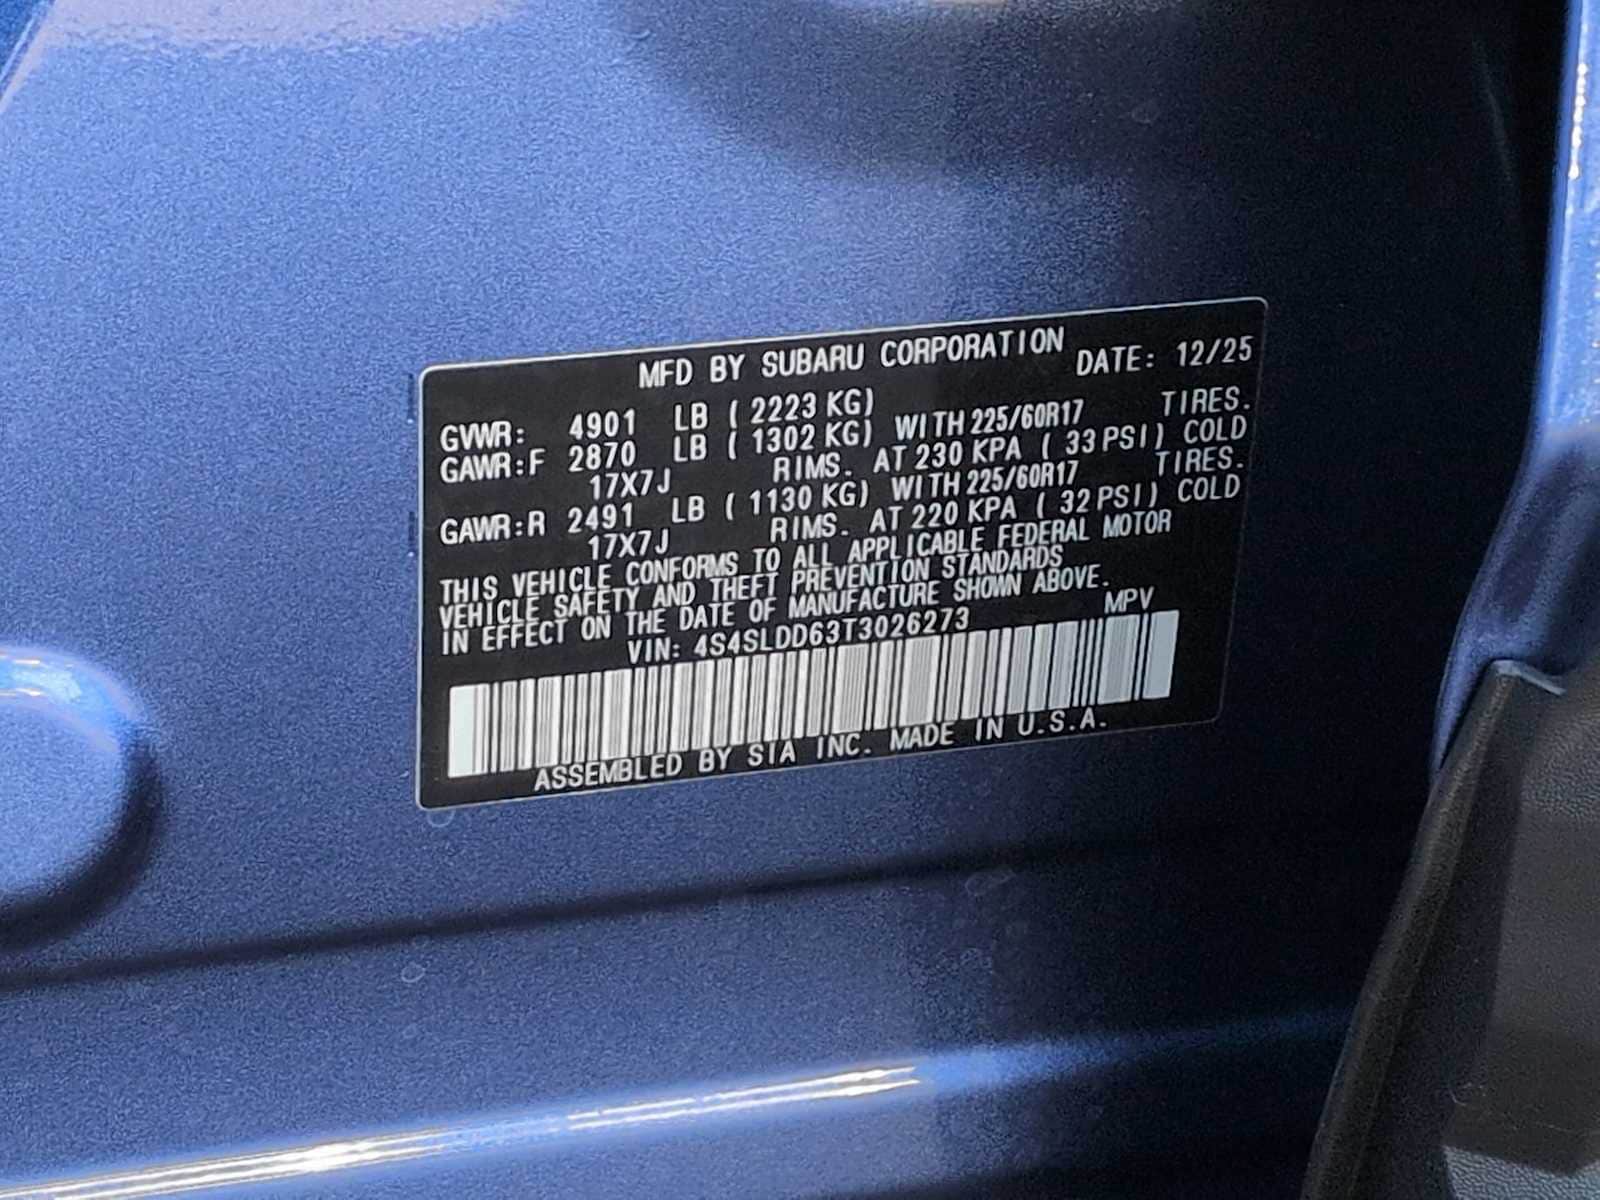 MFD BY SUBARU CORPORATION DATE: 12/25
GVWR: 4901 LB ( 2223 KG)
GAWR:F 2870 LB ( 1302 KG) WITH 225/60R17 TIRES.
17X7J RIMS. AT 230 KPA ( 33 PSI) COLD
GAWR:R 2491 LB ( 1130 KG) WITH 225/60R17 TIRES.
17X7J RIMS. AT 220 KPA ( 32 PSI) COLD
THIS VEHICLE CONFORMS TO ALL APPLICABLE FEDERAL MOTOR
VEHICLE SAFETY AND THEFT PREVENTION STANDARDS
IN EFFECT ON THE DATE OF MANUFACTURE SHOWN ABOVE.
VIN: 4S4SLDD63T3026273 MPV
ASSEMBLED BY SIA INC. MADE IN U.S.A.